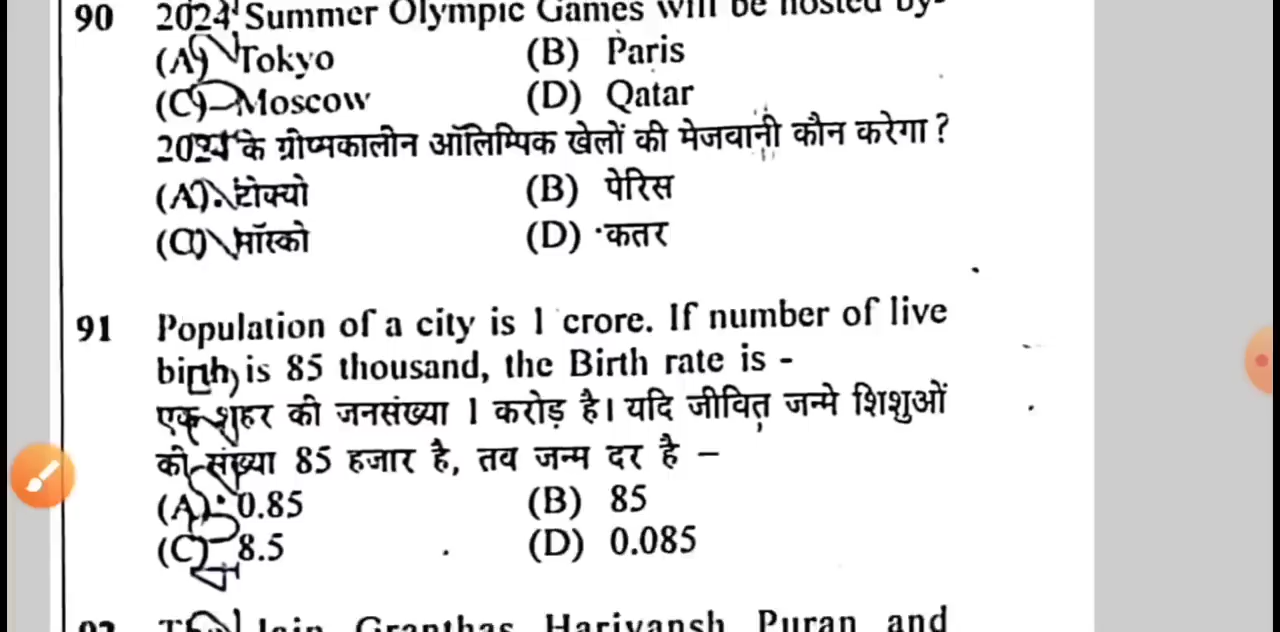 90 2024 Summer Olympic Games will be hosted by-
(A) Tokyo (B) Paris
(C) Moscow (D) Qatar
2024 के ग्रीष्मकालीन ऑलिम्पिक खेलों की मेजवानी कौन करेगा ?
(A) टोक्यो (B) पेरिस
(C) मॉस्को (D) कतर
91 Population of a city is 1 crore. If number of live
birth is 85 thousand, the Birth rate is -
एक शहर की जनसंख्या 1 करोड़ है। यदि जीवित जन्मे शिशुओं
की संख्या 85 हजार है, तव जन्म दर है –
(A) 0.85 (B) 85
(C) 8.5 (D) 0.085
Jain Granthas Harivansh Puran and